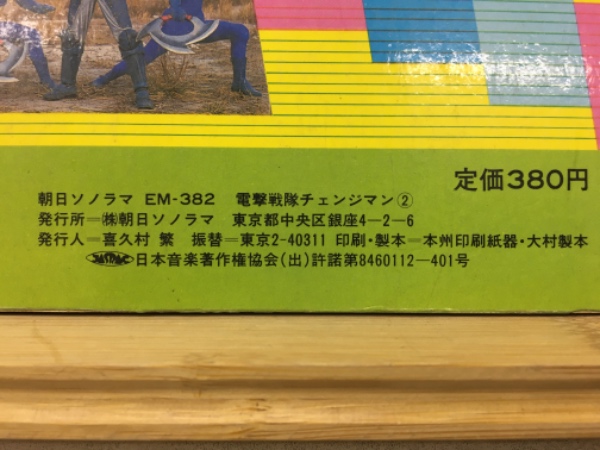 定価380円
朝日ソノラマ EM-382 電撃戦隊チェンジマン②
発行所=㈱朝日ソノラマ 東京都中央区銀座4―2―6
発行人=喜久村 繁 振替=東京2-40311 印刷・製本=本州印刷紙器・大村製本
JASRAC 日本音楽著作権協会(出)許諾第8460112―401号